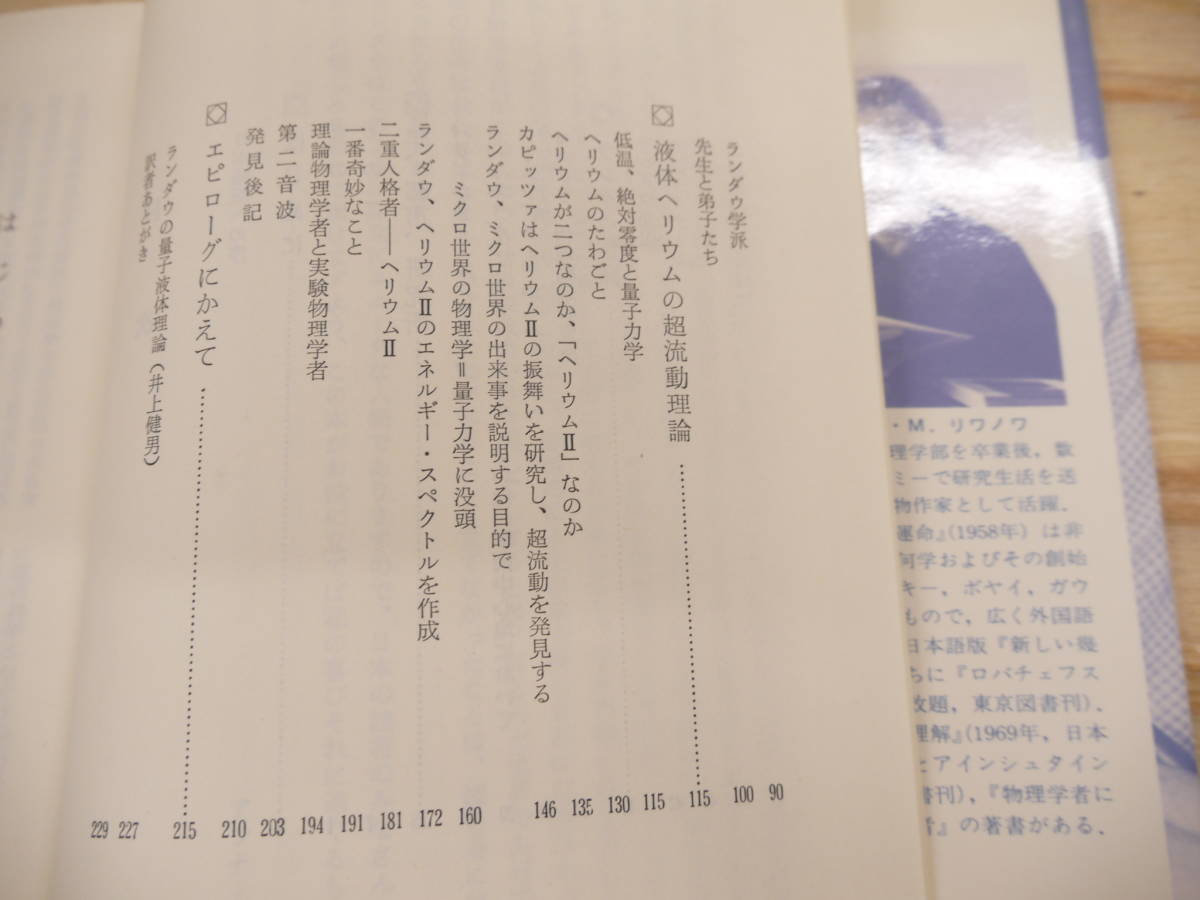 ランダウ学派 90
先生と弟子たち 100
液体ヘリウムの超流動理論 …… 115
低温、絶対零度と量子力学 115
ヘリウムのたわごと 130
ヘリウムが二つなのか、「ヘリウムⅡ」なのか 135
カピッツァはヘリウムⅡの振舞いを研究し、超流動を発見する 146
ランダウ、ミクロ世界の出来事を説明する目的で
ミクロ世界の物理学=量子力学に没頭 160
ランダウ、ヘリウムⅡのエネルギー・スペクトルを作成 172
二重人格者——ヘリウムⅡ 181
一番奇妙なこと 191
理論物理学者と実験物理学者 194
第二音波 203
発見後記 210
エピローグにかえて …… 215
ランダウの量子液体理論(井上健男) 227
訳者あとがき 229
は
じ
・M. リワノワ
理学部を卒業後, 数
ミーで研究生活を送
物作家として活躍.
運命』(1958年) は非
何学およびその創始
キー, ボヤイ, ガウ
もので, 広く外国語
日本語版『新しい幾
ちに『ロバチェフス
改題, 東京図書刊).
理解』(1969年, 日本
とアインシュタイン
書刊),『物理学者に
』の著書がある.